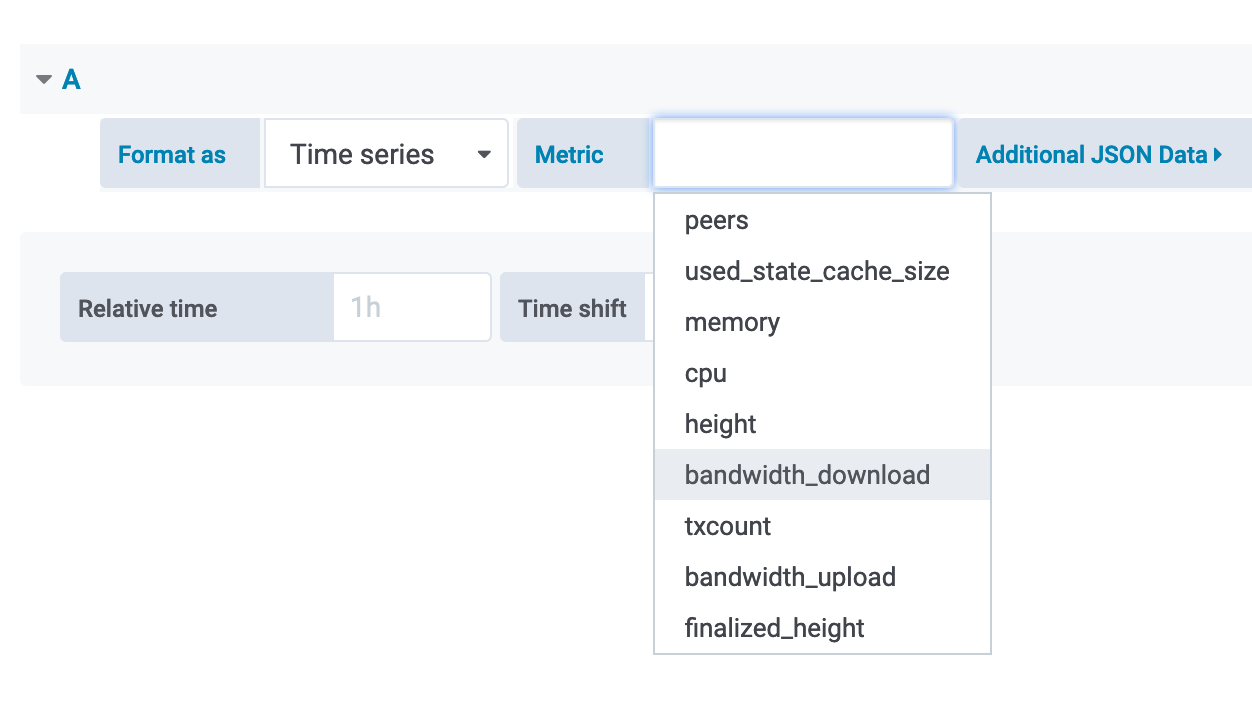 A
Format as Time series Metric Additional JSON Data
peers
used_state_cache_size
memory
cpu
height
bandwidth_download
txcount
bandwidth_upload
finalized_height
Relative time 1h Time shift